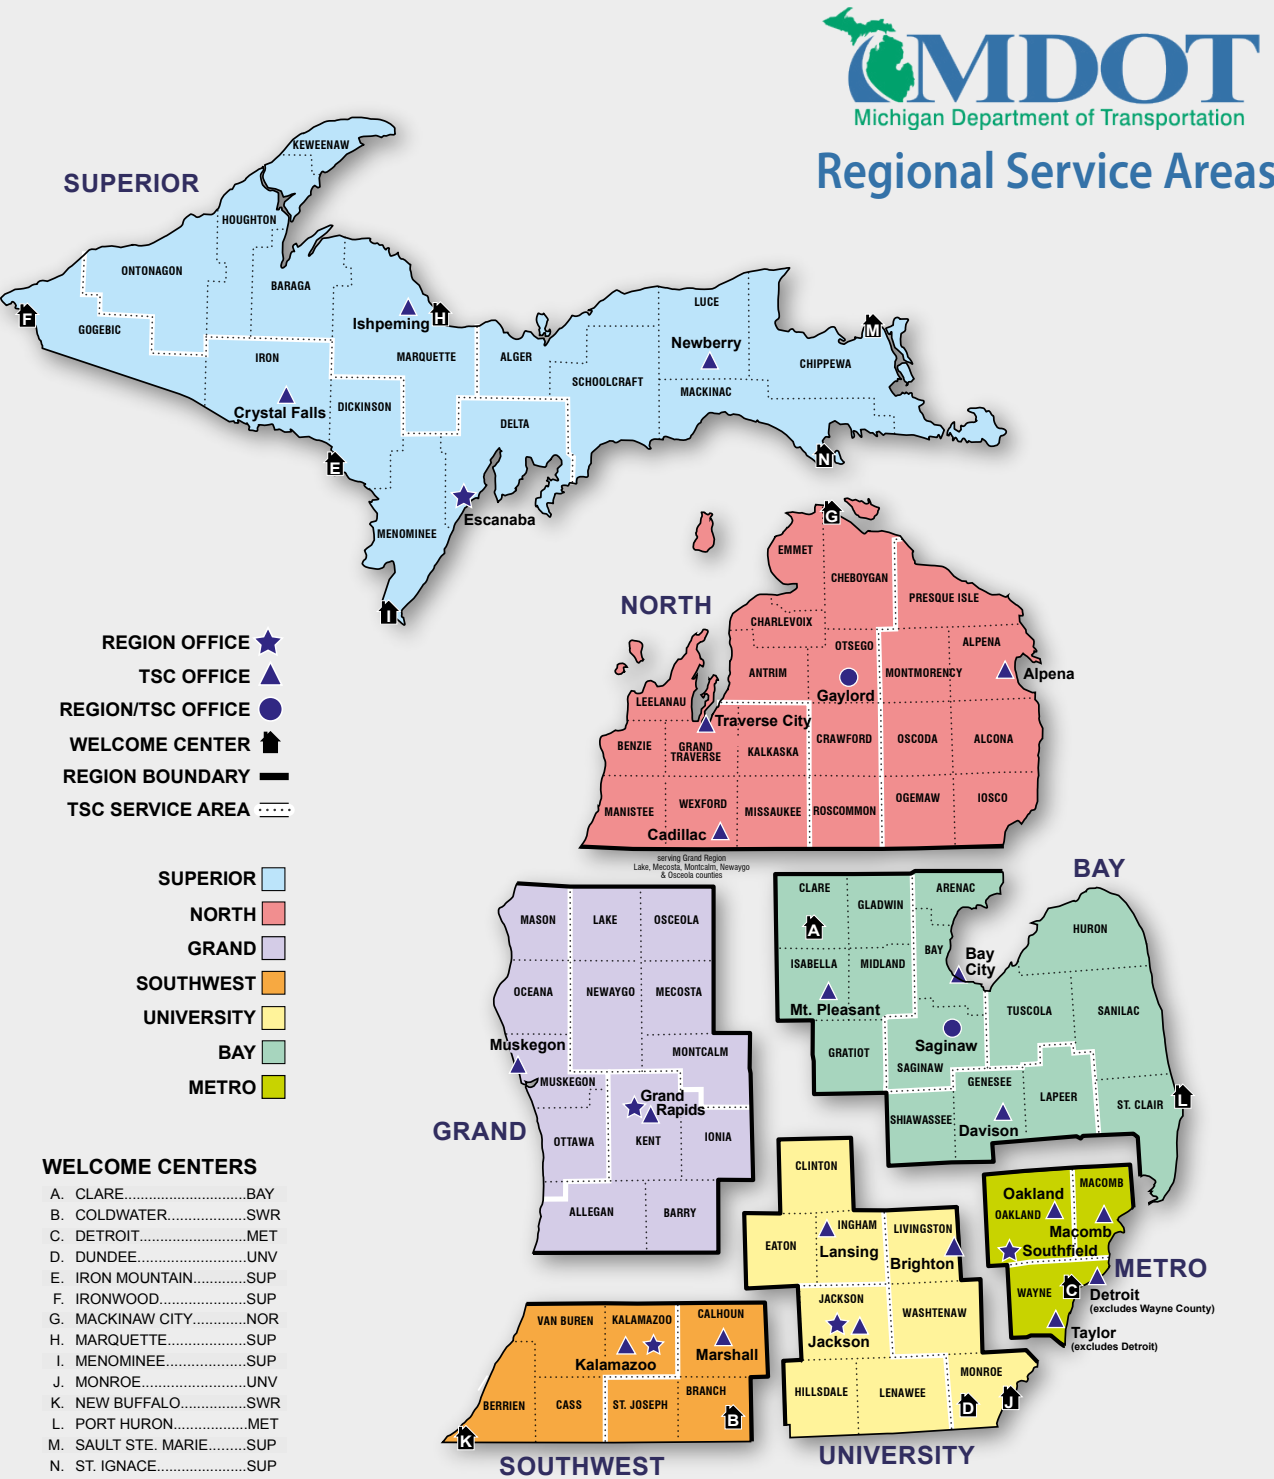 MDOT
Michigan Department of Transportation
Regional Service Areas
SUPERIOR
KEWEENAW
HOUGHTON
ONTONAGON
BARAGA
GOGEBIC
F
Ishpeming
H
IRON
MARQUETTE
ALGER
LUCE
Newberry
M
CHIPPEWA
SCHOOLCRAFT
MACKINAC
Crystal Falls
DICKINSON
DELTA
E
N
Escanaba
MENOMINEE
I
NORTH
G
EMMET
CHEBOYGAN
PRESQUE ISLE
CHARLEVOIX
OTSEGO
ALPENA
ANTRIM
MONTMORENCY
Alpena
Gaylord
LEELANAU
Traverse City
BENZIE
GRAND
TRAVERSE
KALKASKA
CRAWFORD
OSCODA
ALCONA
MANISTEE
WEXFORD
MISSAUKEE
ROSCOMMON
OGEMAW
IOSCO
Cadillac
serving Grand Region
Lake, Mecosta, Montcalm, Newaygo
& Osceola counties
REGION OFFICE
TSC OFFICE
REGION/TSC OFFICE
WELCOME CENTER
REGION BOUNDARY
TSC SERVICE AREA
SUPERIOR
NORTH
GRAND
SOUTHWEST
UNIVERSITY
BAY
METRO
BAY
CLARE
GLADWIN
ARENAC
A
HURON
BAY
Bay
City
ISABELLA
MIDLAND
Mt. Pleasant
TUSCOLA
SANILAC
Saginaw
GRATIOT
SAGINAW
GENESEE
LAPEER
ST. CLAIR
L
SHIAWASSEE
Davison
MASON
LAKE
OSCEOLA
OCEANA
NEWAYGO
MECOSTA
Muskegon
MONTCALM
MUSKEGON
Grand
Rapids
GRAND
OTTAWA
KENT
IONIA
ALLEGAN
BARRY
CLINTON
EATON
INGHAM
Lansing
LIVINGSTON
Brighton
JACKSON
Jackson
WASHTENAW
HILLSDALE
LENAWEE
MONROE
D
J
UNIVERSITY
Oakland
MACOMB
OAKLAND
Macomb
Southfield
METRO
WAYNE
C
Detroit
(excludes Wayne County)
Taylor
(excludes Detroit)
VAN BUREN
KALAMAZOO
CALHOUN
Kalamazoo
Marshall
BERRIEN
CASS
ST. JOSEPH
BRANCH
B
K
SOUTHWEST
WELCOME CENTERS
A. CLARE.............................BAY
B. COLDWATER...................SWR
C. DETROIT..........................MET
D. DUNDEE...........................UNV
E. IRON MOUNTAIN.............SUP
F. IRONWOOD.....................SUP
G. MACKINAW CITY.............NOR
H. MARQUETTE....................SUP
I. MENOMINEE....................SUP
J. MONROE..........................UNV
K. NEW BUFFALO................SWR
L. PORT HURON..................MET
M. SAULT STE. MARIE.........SUP
N. ST. IGNACE......................SUP